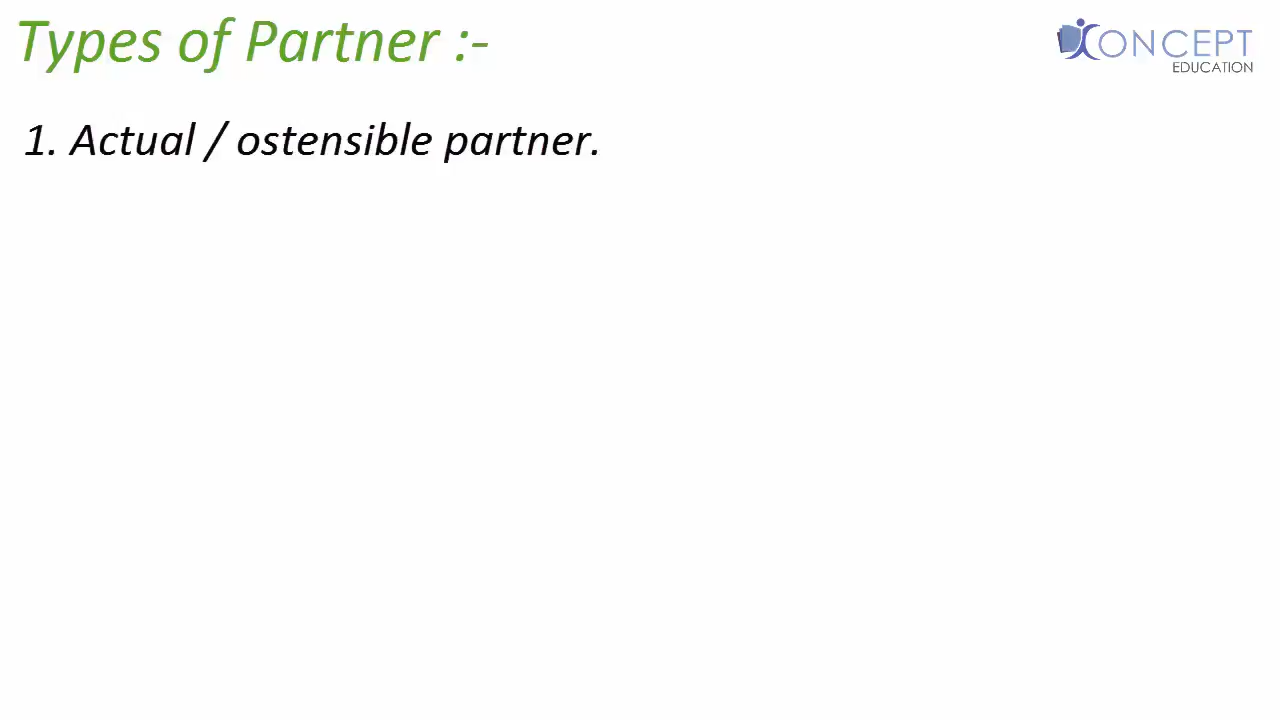 Types of Partner :-
CONCEPT
EDUCATION
1. Actual / ostensible partner.